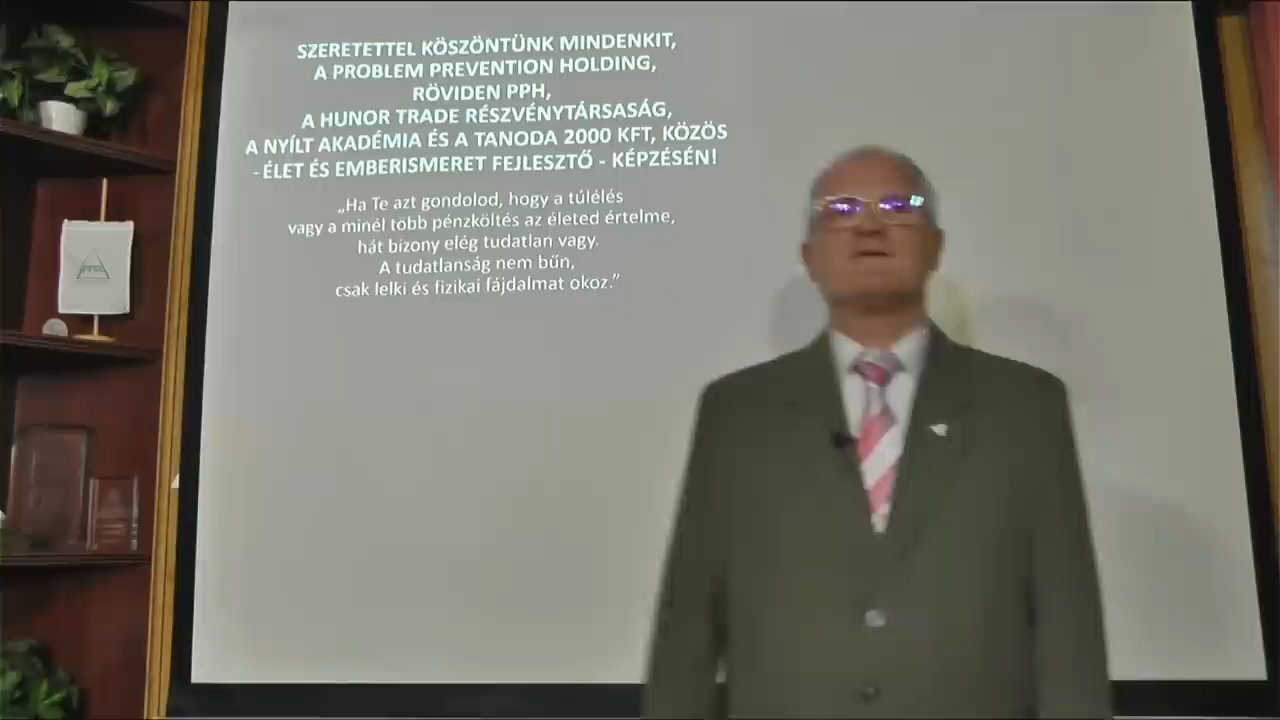 SZERETETTEL KÖSZÖNTÜNK MINDENKIT,
A PROBLEM PREVENTION HOLDING,
RÖVIDEN PPH,
A HUNOR TRADE RÉSZVÉNYTÁRSASÁG,
A NYÍLT AKADÉMIA ÉS A TANODA 2000 KFT, KÖZÖS
- ÉLET ÉS EMBERISMERET FEJLESZTŐ - KÉPZÉSÉN!
„Ha Te azt gondolod, hogy a túlélés
vagy a minél több pénzköltés az életed értelme,
hát bizony elég tudatlan vagy.
A tudatlanság nem bűn,
csak lelki és fizikai fájdalmat okoz.”